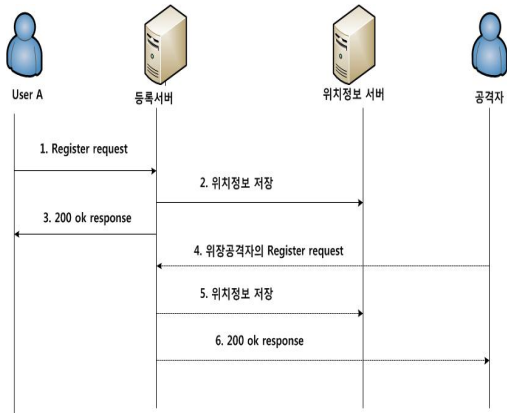 User A
등록서버
위치정보 서버
공격자
1. Register request
2. 위치정보 저장
3. 200 ok response
4. 위장공격자의 Register request
5. 위치정보 저장
6. 200 ok response